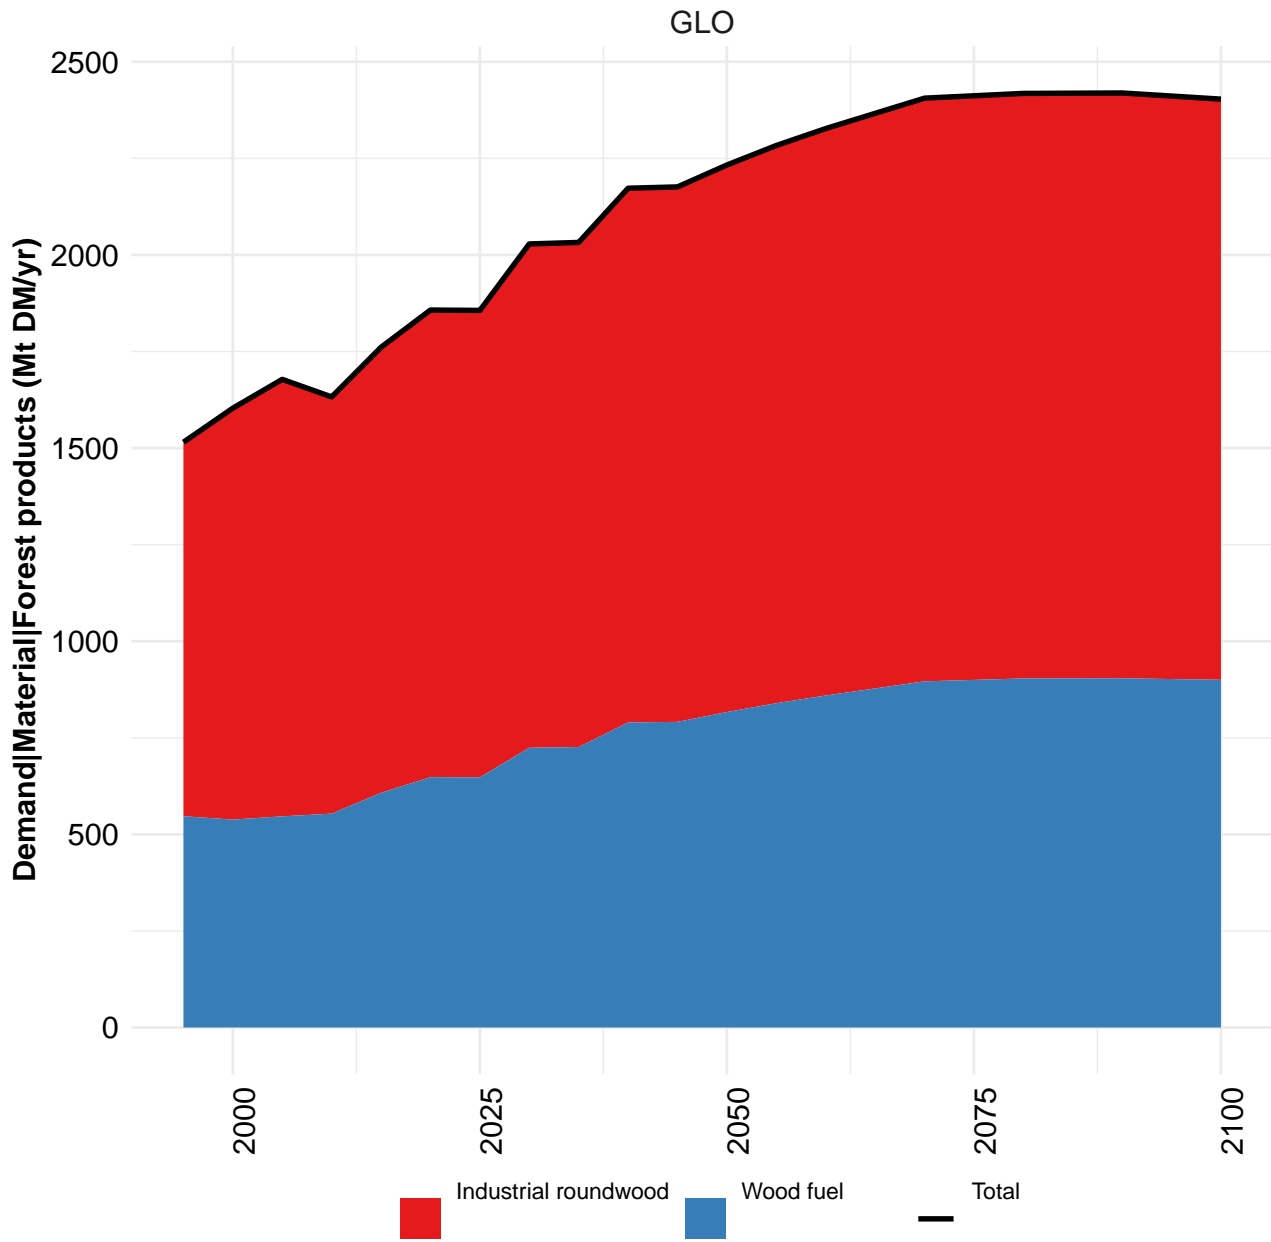 GLO
Demand|Material|Forest products (Mt DM/yr)
2500
2000
1500
1000
500
0
2000
2025
2050
2075
2100
Industrial roundwood
Wood fuel
Total